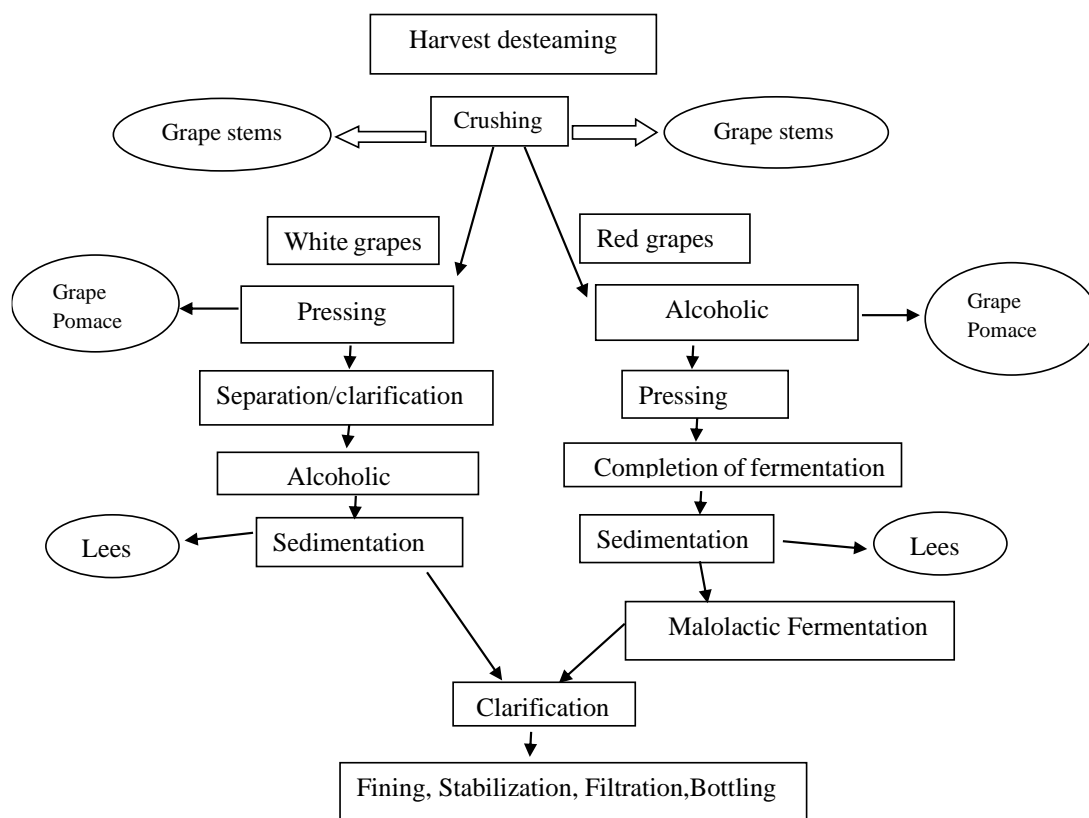 Harvest desteaming
Grape stems
Crushing
Grape stems
White grapes
Red grapes
Grape
Pomace
Pressing
Alcoholic
Grape
Pomace
Separation/clarification
Pressing
Alcoholic
Completion of fermentation
Lees
Sedimentation
Sedimentation
Lees
Malolactic Fermentation
Clarification
Fining, Stabilization, Filtration,Bottling